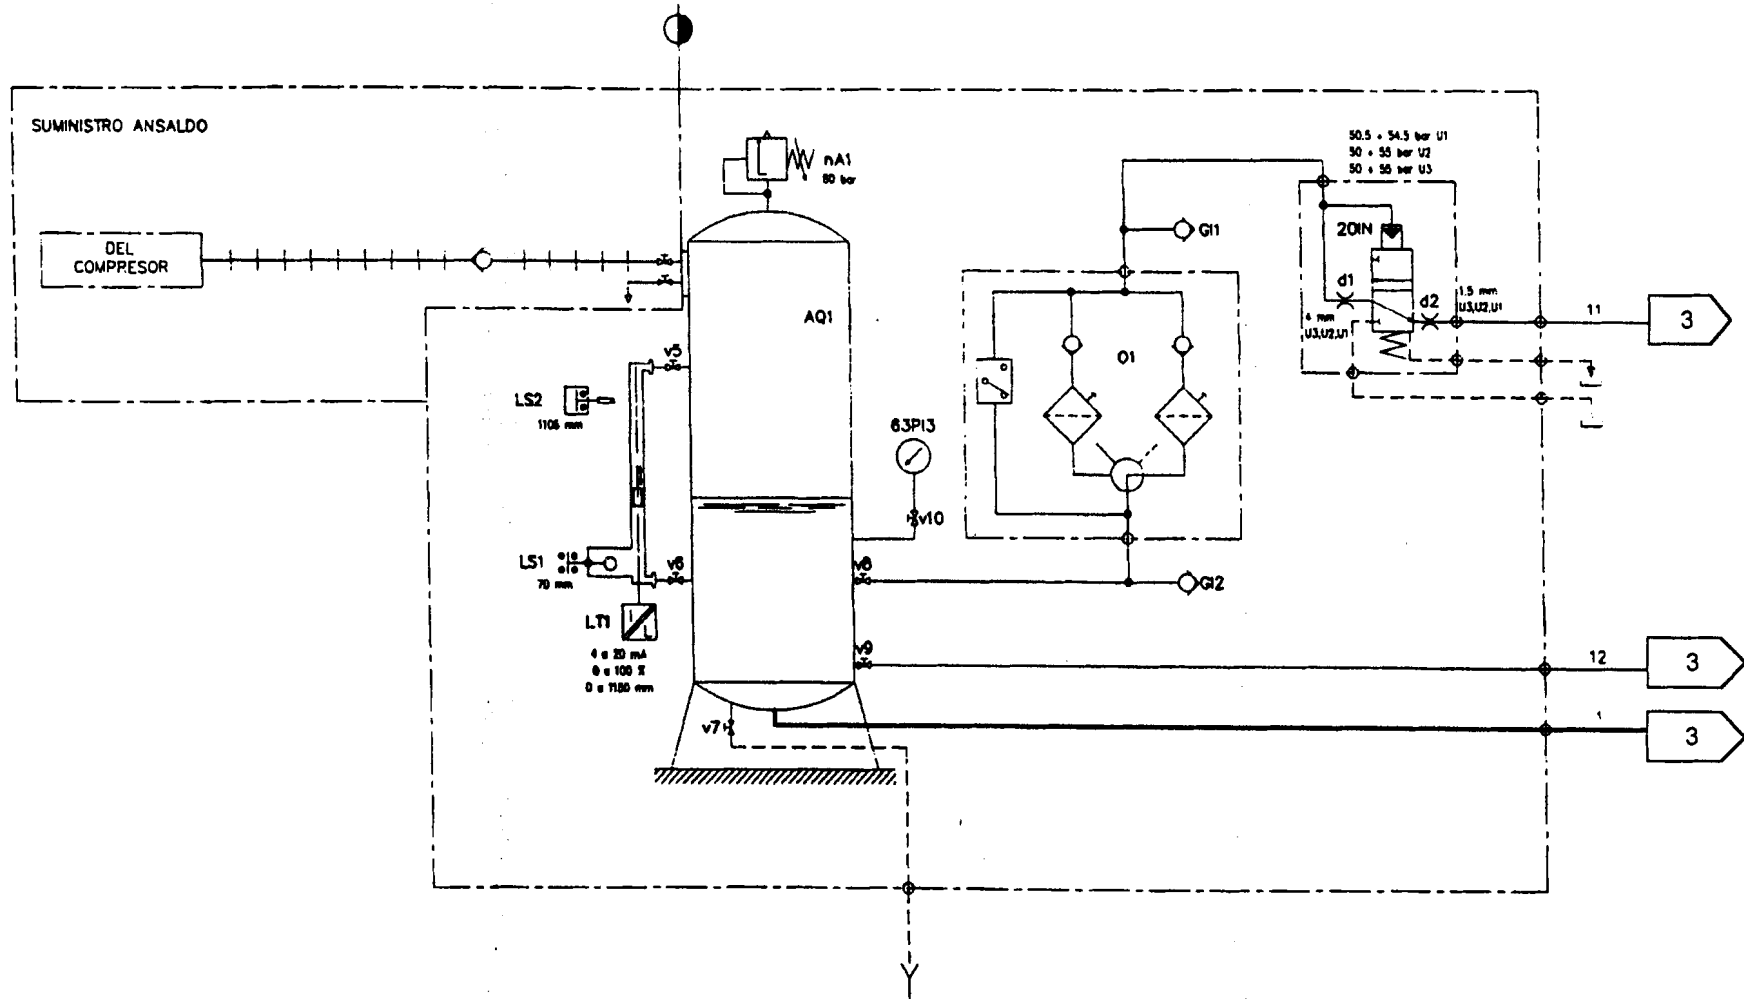 SUMINISTRO ANSALDO
DEL
COMPRESOR
nA1
60 bar
AQ1
v5
LS2
1105 mm
LS1
70 mm
v6
LT1
I
L
4 a 20 mA
0 a 100 %
0 a 1180 mm
v7
63PI3
v10
v8
v9
GI1
O1
GI2
50.5 ÷ 54.5 bar U1
50 ÷ 55 bar U2
50 ÷ 55 bar U3
20IN
d1
4 mm
U3,U2,U1
d2
1.5 mm
U3,U2,U1
11
3
12
3
1
3